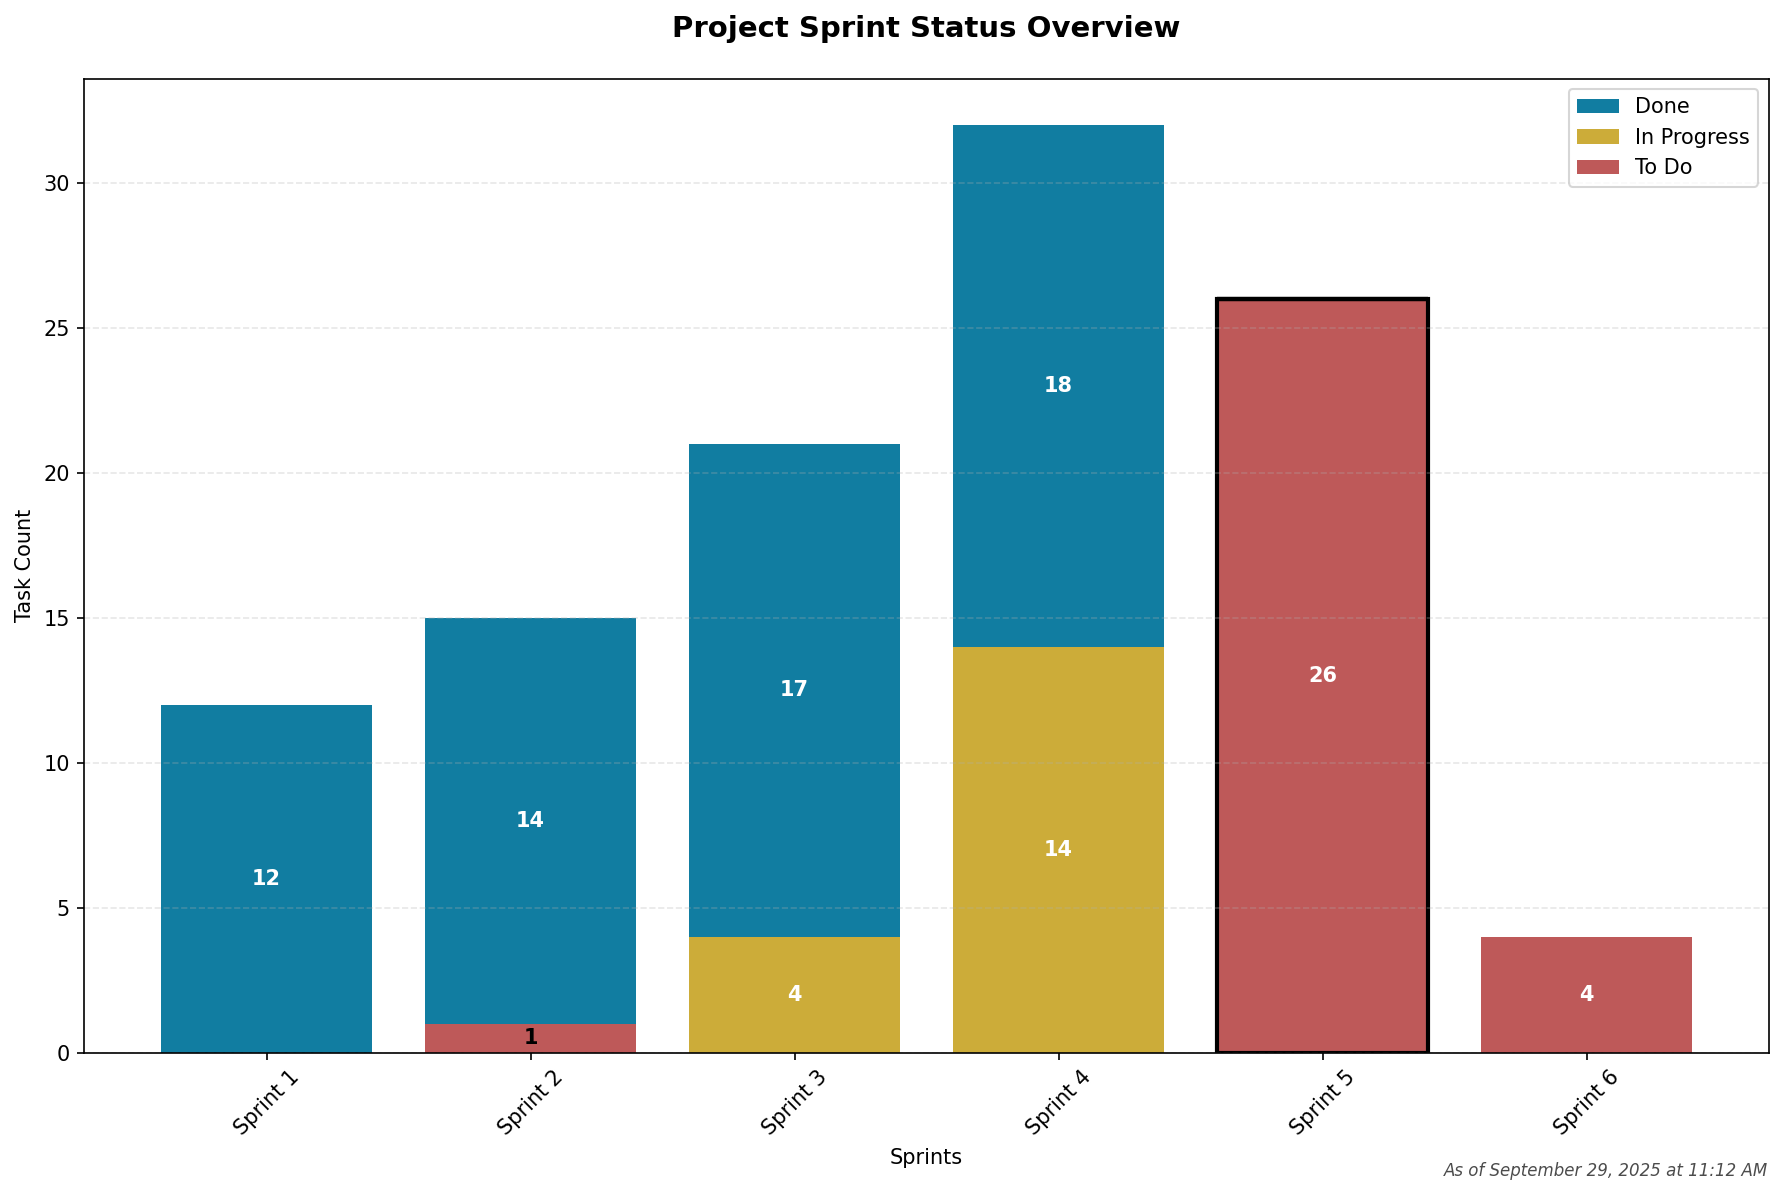 Project Sprint Status Overview
Done
In Progress
To Do
Task Count
30
25
20
15
10
5
0
12
14
1
17
4
18
14
26
4
Sprint 1
Sprint 2
Sprint 3
Sprint 4
Sprint 5
Sprint 6
Sprints
As of September 29, 2025 at 11:12 AM